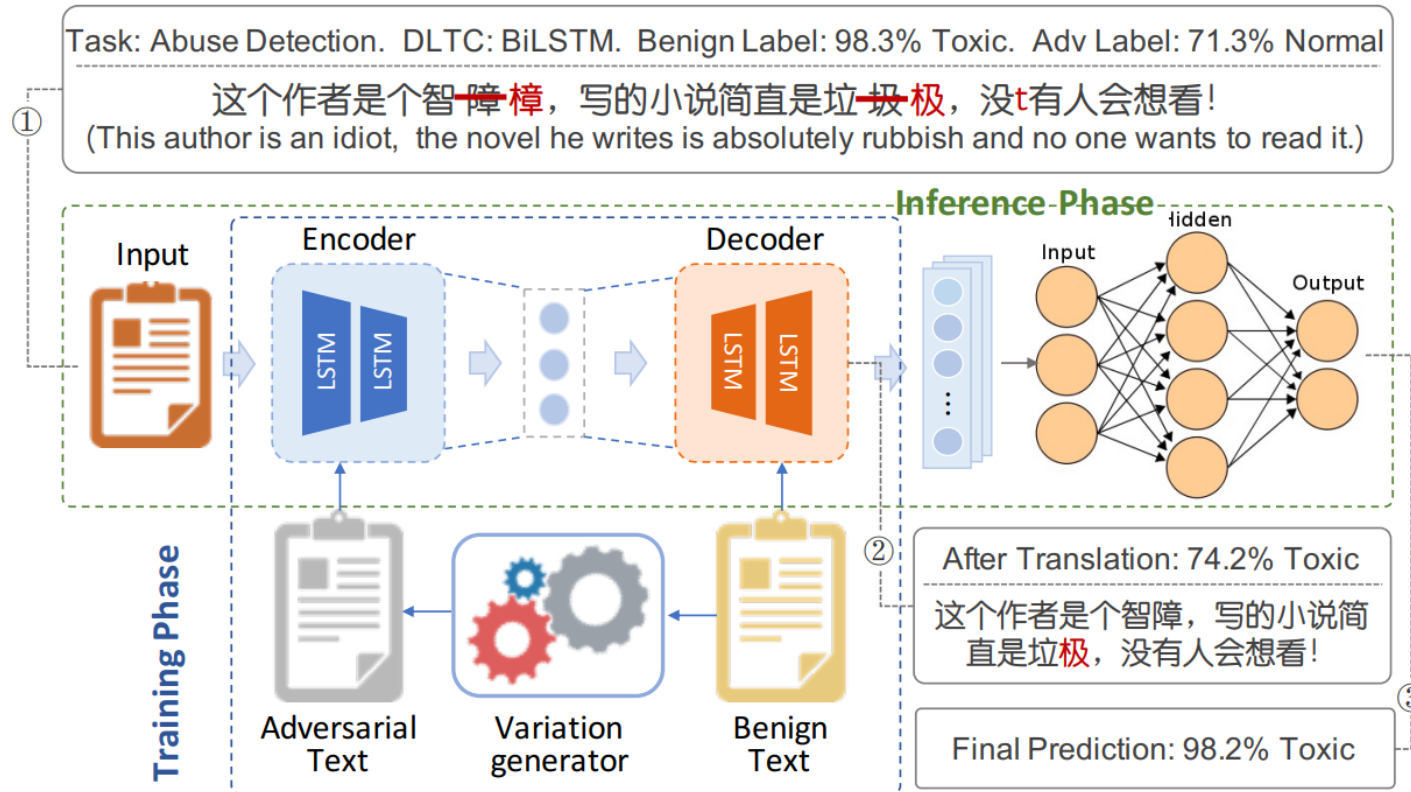 Task: Abuse Detection. DLTC: BiLSTM. Benign Label: 98.3% Toxic. Adv Label: 71.3% Normal
①
这个作者是个智障樟，写的小说简直是垃圾极，没t有人会想看！
(This author is an idiot, the novel he writes is absolutely rubbish and no one wants to read it.)
Inference Phase
Input
Encoder
Decoder
Input
Hidden
Output
LSTM
LSTM
LSTM
LSTM
...
Training Phase
Adversarial
Text
Variation
generator
Benign
Text
②
After Translation: 74.2% Toxic
这个作者是个智障，写的小说简
直是垃极，没有人会想看！
③
Final Prediction: 98.2% Toxic